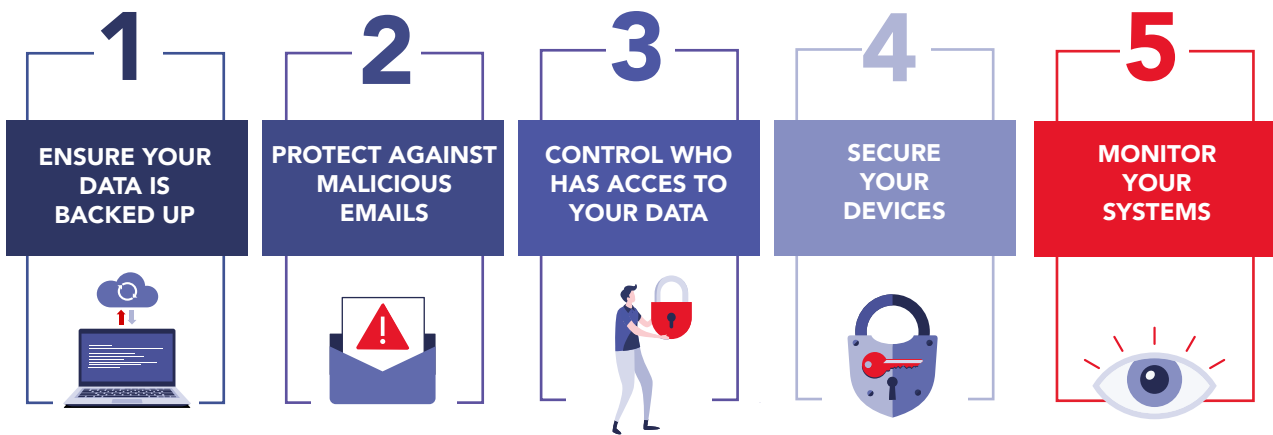 1
ENSURE YOUR
DATA IS
BACKED UP
2
PROTECT AGAINST
MALICIOUS
EMAILS
3
CONTROL WHO
HAS ACCES TO
YOUR DATA
4
SECURE
YOUR
DEVICES
5
MONITOR
YOUR
SYSTEMS